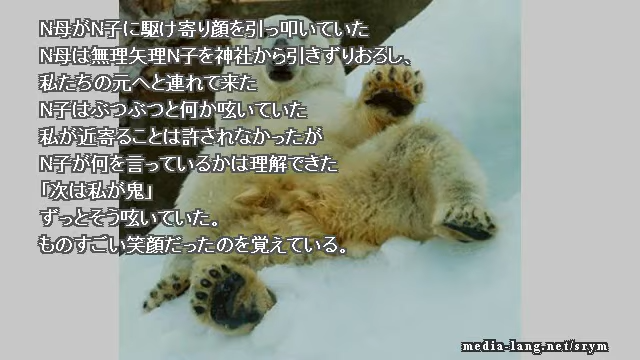 N母がN子に駆け寄り顔を引っ叩いていた
N母は無理矢理N子を神社から引きずりおろし、
私たちの元へと連れて来た
N子はぶつぶつと何か呟いていた
私が近寄ることは許されなかったが
N子が何を言っているかは理解できた
「次は私が鬼」
ずっとそう呟いていた。
ものすごい笑顔だったのを覚えている。
media-lang.net/srym